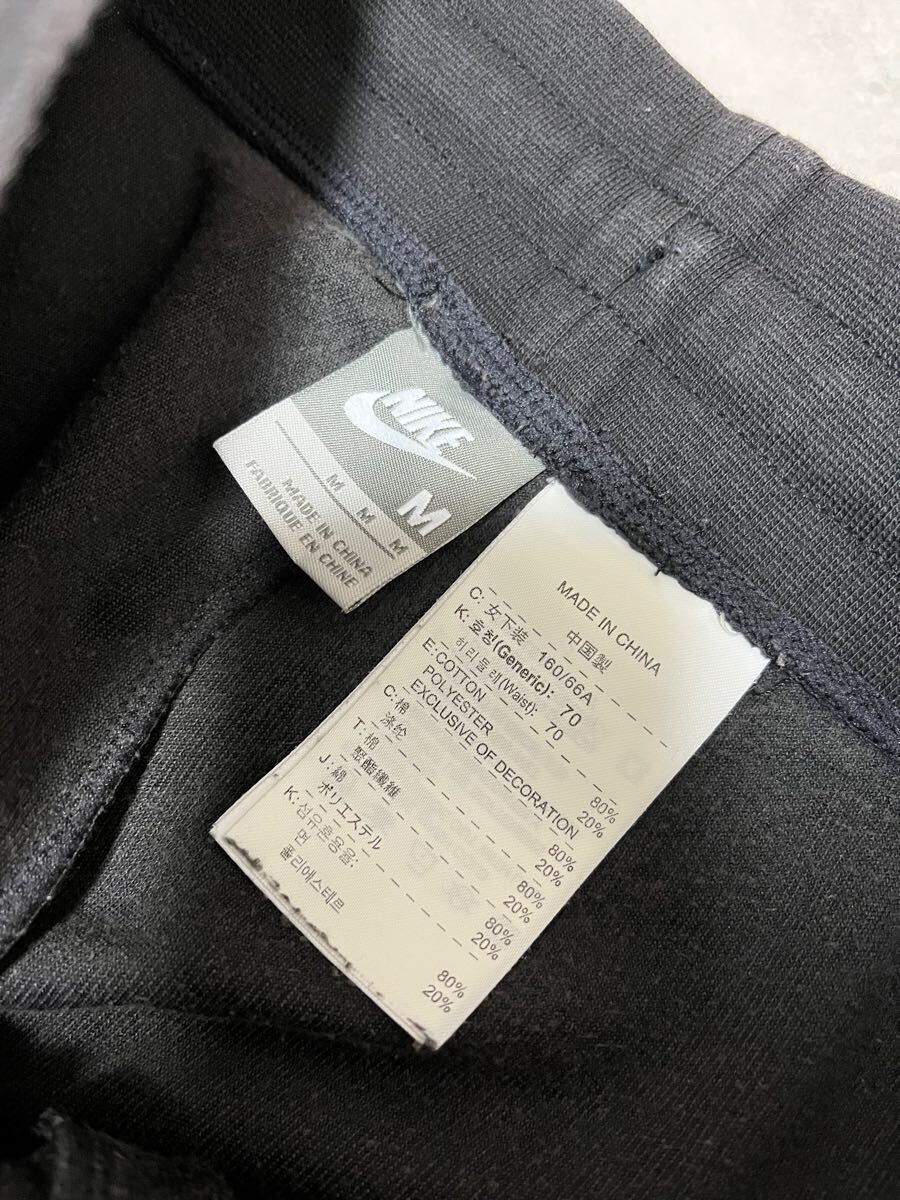 NIKE
M
M
M
M
MADE IN CHINA
FABRIQUE EN CHINE
MADE IN CHINA
中国製
C: 女下装 160/66A
K: 호칭(Generic): 70
허리둘레(Waist): 70
E: COTTON 80%
POLYESTER 20%
EXCLUSIVE OF DECORATION
C: 棉 80%
涤纶 20%
T: 棉 80%
聚酯纖維 20%
J: 綿 80%
ポリエステル 20%
K: 섬유혼용율:
면 80%
폴리에스테르 20%